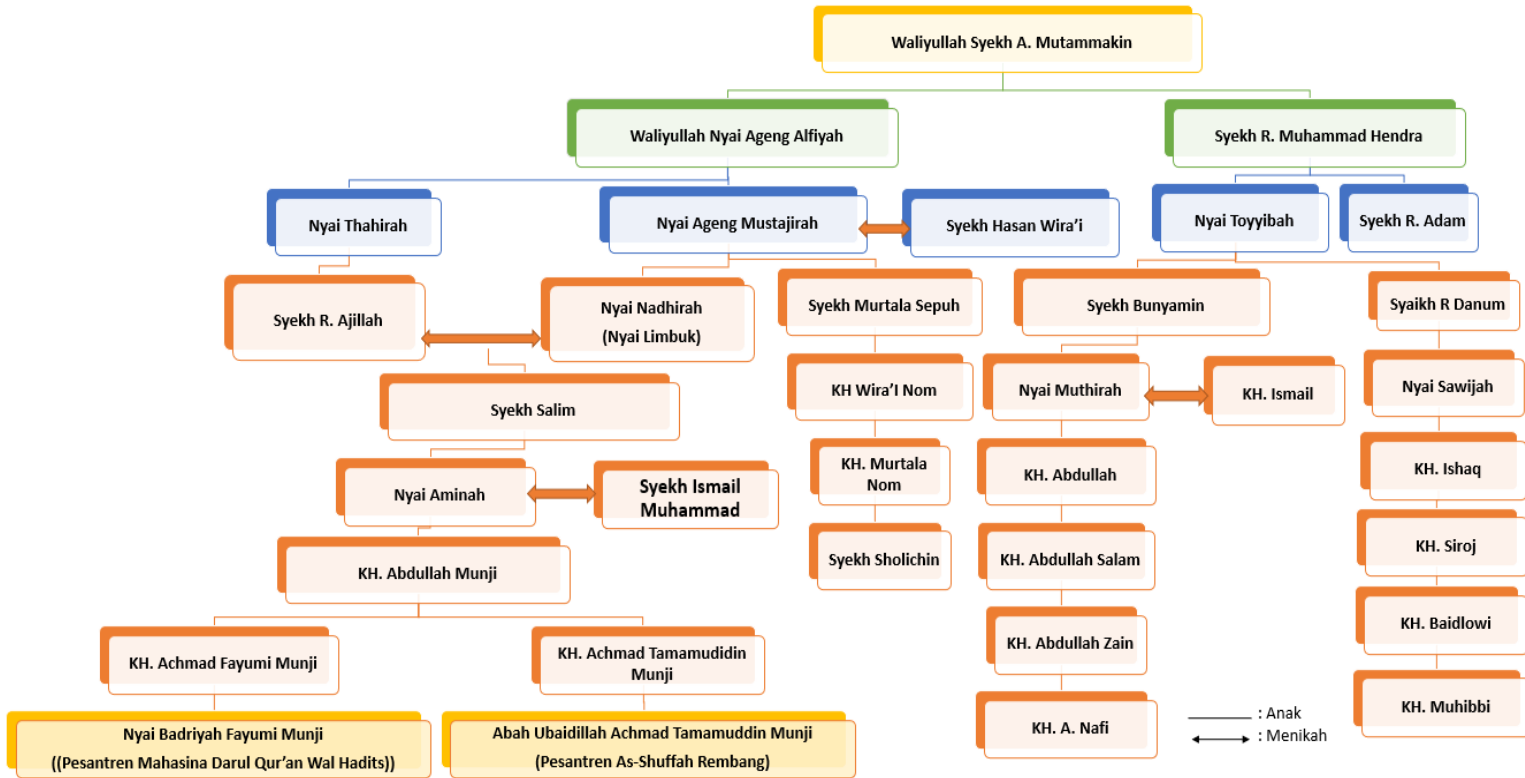 Waliyullah Syekh A. Mutammakin
Waliyullah Nyai Ageng Alfiyah
Syekh R. Muhammad Hendra
Nyai Thahirah
Nyai Ageng Mustajirah
Syekh Hasan Wira’i
Nyai Toyyibah
Syekh R. Adam
Syekh R. Ajillah
Nyai Nadhirah
(Nyai Limbuk)
Syekh Murtala Sepuh
Syekh Bunyamin
Syaikh R Danum
Syekh Salim
KH Wira’I Nom
Nyai Muthirah
KH. Ismail
Nyai Sawijah
Nyai Aminah
Syekh Ismail
Muhammad
KH. Murtala
Nom
KH. Abdullah
KH. Ishaq
KH. Abdullah Munji
Syekh Sholichin
KH. Abdullah Salam
KH. Siroj
KH. Achmad Fayumi Munji
KH. Achmad Tamamudidin
Munji
KH. Abdullah Zain
KH. Baidlowi
Nyai Badriyah Fayumi Munji
((Pesantren Mahasina Darul Qur’an Wal Hadits))
Abah Ubaidillah Achmad Tamamuddin Munji
(Pesantren As-Shuffah Rembang)
KH. A. Nafi
KH. Muhibbi
: Anak
: Menikah